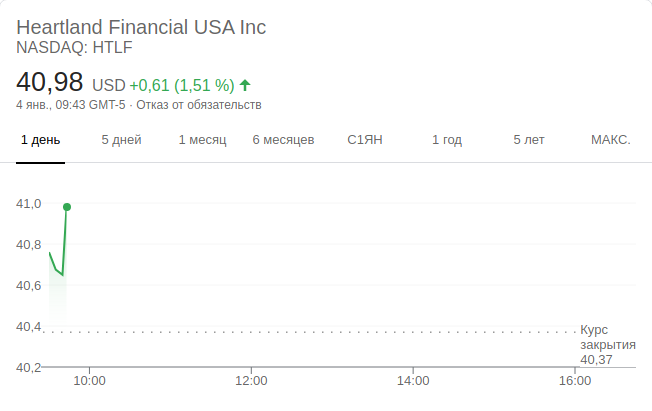 Heartland Financial USA Inc
NASDAQ: HTLF
40,98 USD +0,61 (1,51 %)
4 янв., 09:43 GMT-5 · Отказ от обязательств
1 день 5 дней 1 месяц 6 месяцев С1ЯН 1 год 5 лет МАКС.
41,0
40,8
40,6
40,4
Курс
закрытия
40,37
40,2
10:00 12:00 14:00 16:00